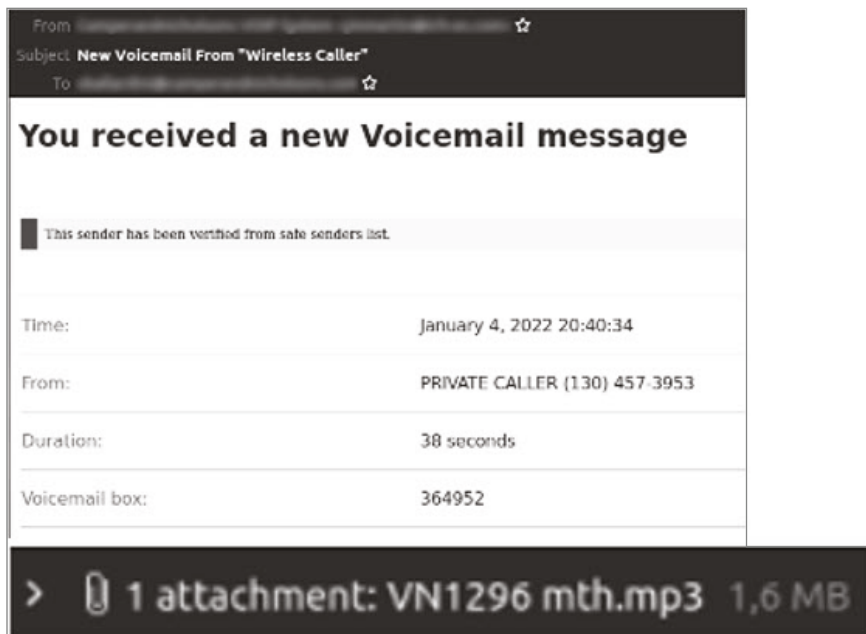 From
Subject New Voicemail From "Wireless Caller"
To
You received a new Voicemail message
This sender has been verified from safe senders list.
Time: January 4, 2022 20:40:34
From: PRIVATE CALLER (130) 457-3953
Duration: 38 seconds
Voicemail box: 364952
> 1 attachment: VN1296 mth.mp3 1,6 MB